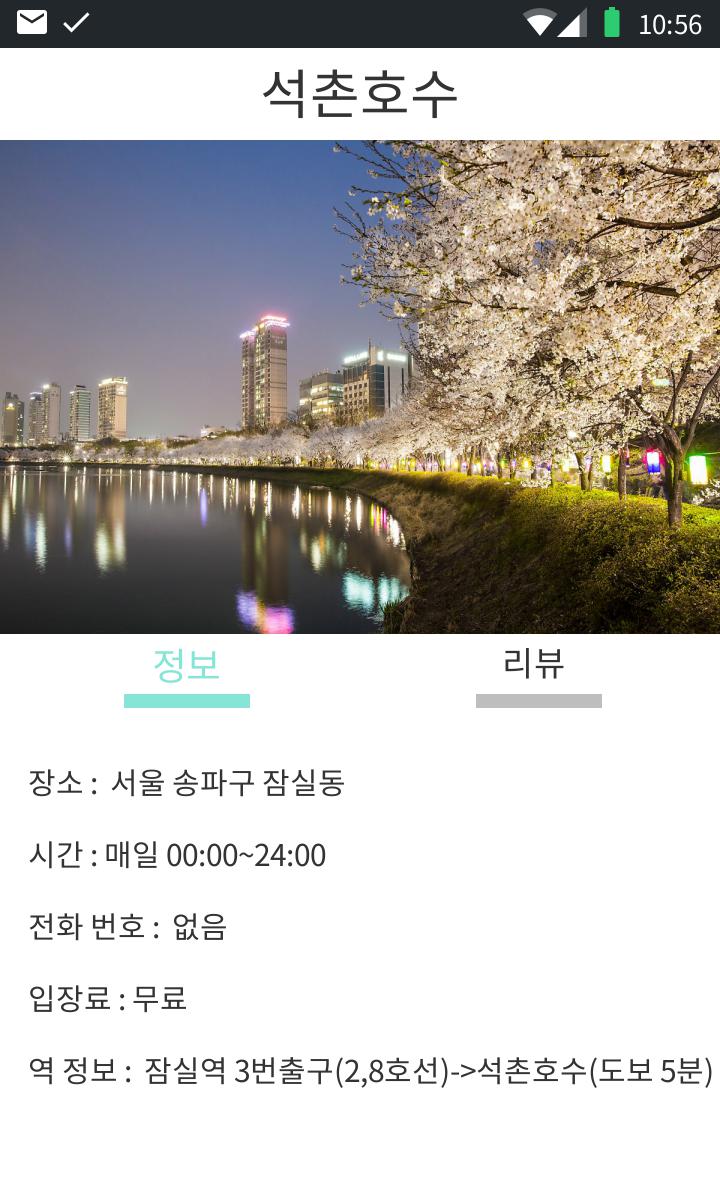 10:56
석촌호수
정보
리뷰
장소 : 서울 송파구 잠실동
시간 : 매일 00:00~24:00
전화 번호 : 없음
입장료 : 무료
역 정보 : 잠실역 3번출구(2,8호선)->석촌호수(도보 5분)